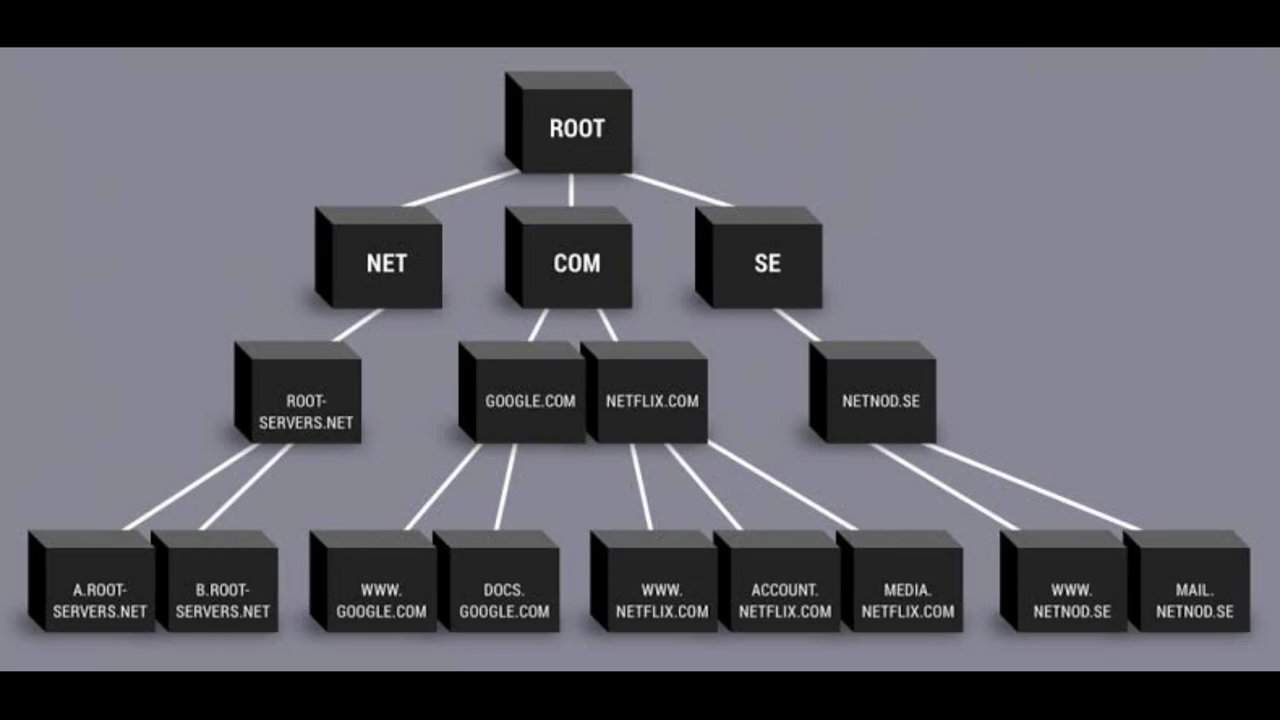 ROOT
NET
COM
SE
ROOT-
SERVERS.NET
GOOGLE.COM
NETFLIX.COM
NETNOD.SE
A.ROOT-
SERVERS.NET
B.ROOT-
SERVERS.NET
WWW.
GOOGLE.COM
DOCS.
GOOGLE.COM
WWW.
NETFLIX.COM
ACCOUNT.
NETFLIX.COM
MEDIA.
NETFLIX.COM
WWW.
NETNOD.SE
MAIL.
NETNOD.SE